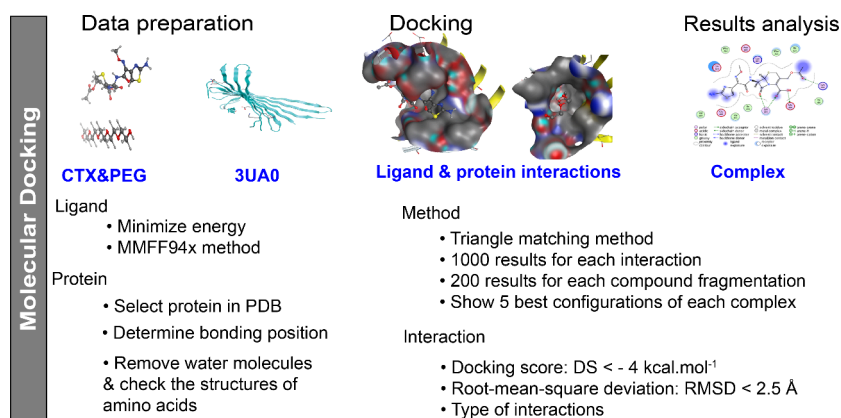 Molecular Docking
Data preparation
Docking
Results analysis
CTX&PEG
3UA0
Ligand & protein interactions
Complex
Ligand
• Minimize energy
• MMFF94x method
Protein
• Select protein in PDB
• Determine bonding position
• Remove water molecules
& check the structures of
amino acids
Method
• Triangle matching method
• 1000 results for each interaction
• 200 results for each compound fragmentation
• Show 5 best configurations of each complex
Interaction
• Docking score: DS < - 4 kcal.mol⁻¹
• Root-mean-square deviation: RMSD < 2.5 Å
• Type of interactions